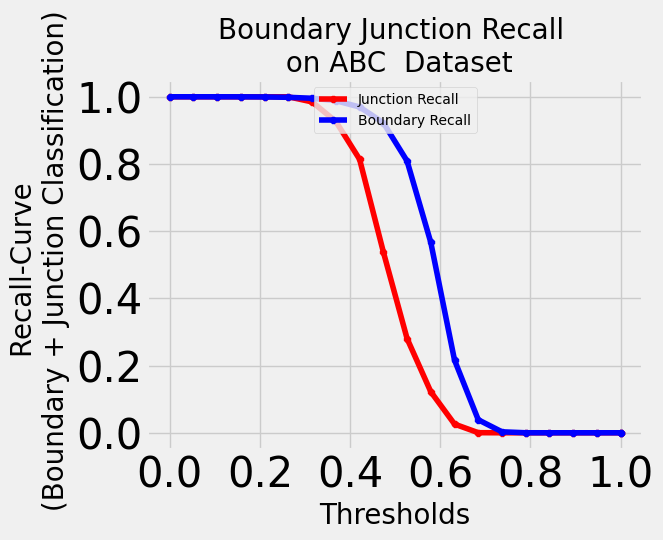 Boundary Junction Recall
on ABC  Dataset
Recall-Curve
(Boundary + Junction Classification)
1.0
0.8
0.6
0.4
0.2
0.0
Junction Recall
Boundary Recall
0.0 0.2 0.4 0.6 0.8 1.0
Thresholds